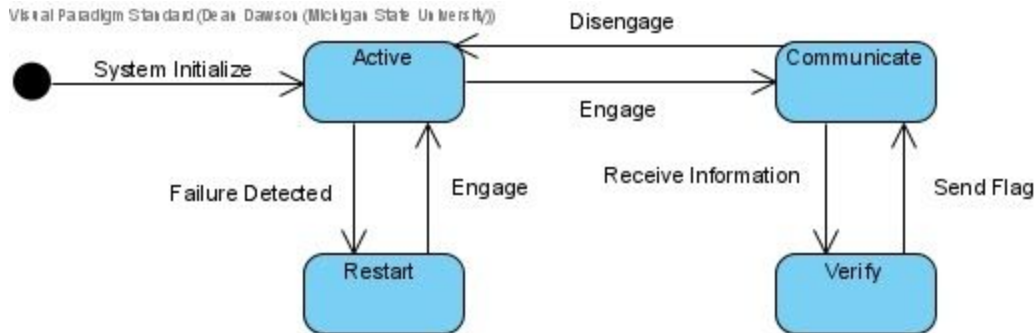 Visual Paradigm Standard (Dean Dawson (Michigan State University))
Disengage
Active
Communicate
System Initialize
Engage
Failure Detected
Engage
Receive Information
Send Flag
Restart
Verify